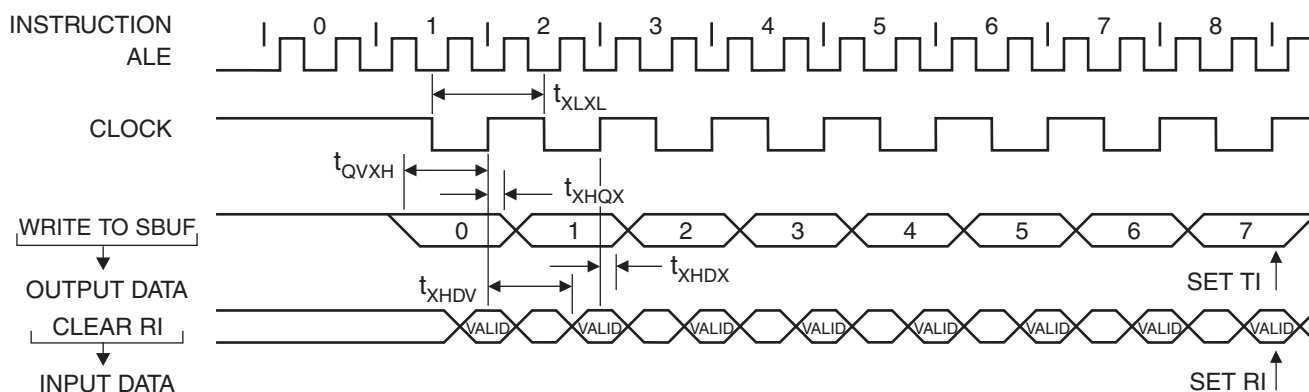 INSTRUCTION 0 1 2 3 4 5 6 7 8
ALE
tXLXL
CLOCK
tQVXH
tXHQX
WRITE TO SBUF 0 1 2 3 4 5 6 7
tXHDX
SET TI
OUTPUT DATA
tXHDV
CLEAR RI VALID VALID VALID VALID VALID VALID VALID VALID
INPUT DATA
SET RI